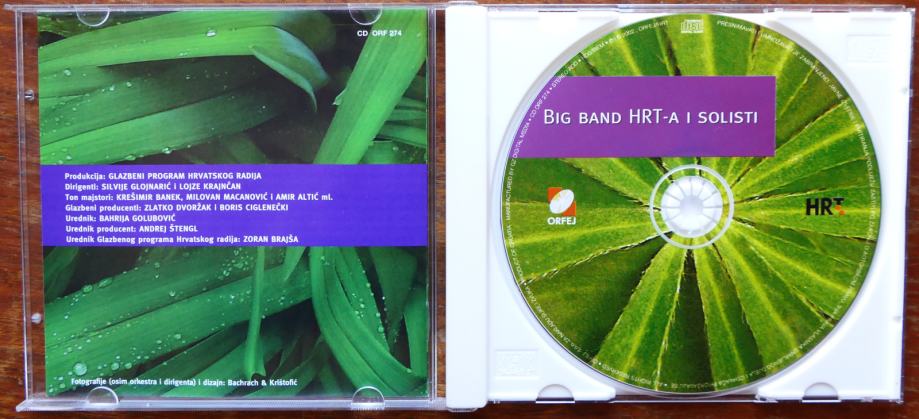 CD ORF 274
Produkcija: GLAZBENI PROGRAM HRVATSKOG RADIJA
Dirigenti: SILVIJE GLOJNARIĆ i LOJZE KRAJNČAN
Ton majstori: KREŠIMIR BANEK, MILOVAN MACANOVIĆ i AMIR ALTIĆ ml.
Glazbeni producenti: ZLATKO DVORŽAK i BORIS CIGLENEČKI
Urednik: BAHRIJA GOLUBOVIĆ
Urednik producent: ANDREJ ŠTENGL
Urednik Glazbenog programa Hrvatskog radija: ZORAN BRAJŠA
Fotografije (osim orkestra i dirigenta) i dizajn: Bachrach & Krištofić
BIG BAND HRT-A I SOLISTI
ORFEJ
HRT